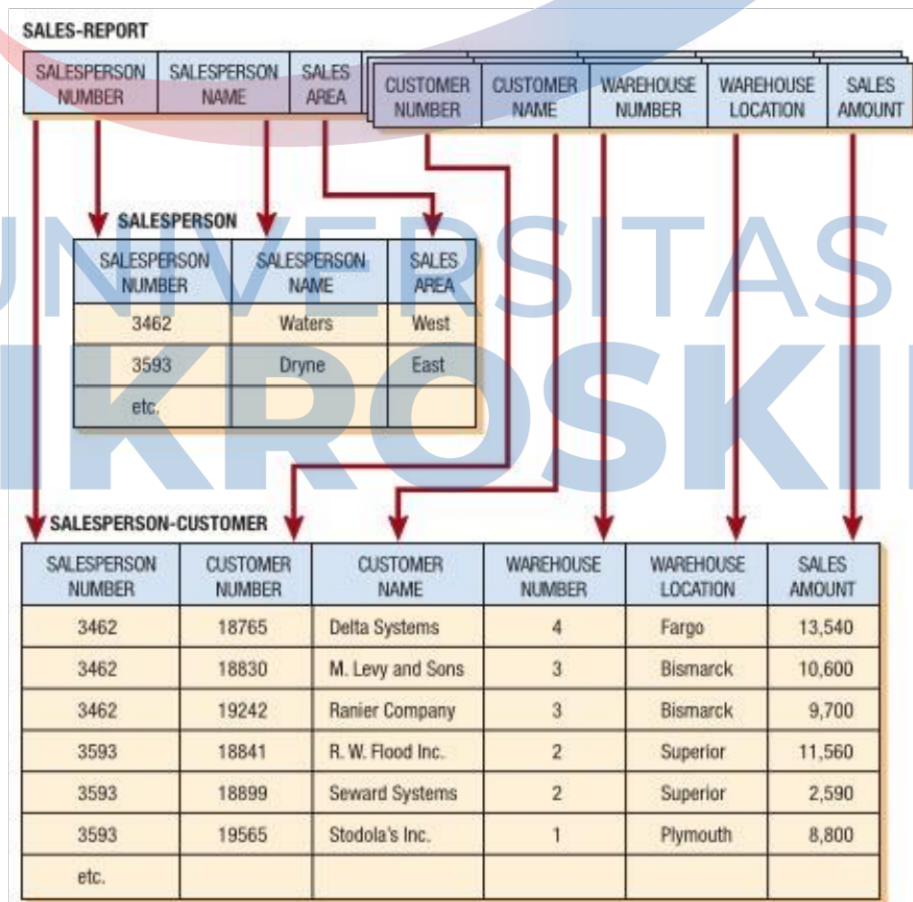 SALES-REPORT
SALESPERSON NUMBER SALESPERSON NAME SALES AREA CUSTOMER NUMBER CUSTOMER NAME WAREHOUSE NUMBER WAREHOUSE LOCATION SALES AMOUNT
SALESPERSON
SALESPERSON NUMBER SALESPERSON NAME SALES AREA
3462 Waters West
3593 Dryne East
etc.
UNIVERSITAS
IKROSKI
SALESPERSON-CUSTOMER
SALESPERSON NUMBER CUSTOMER NUMBER CUSTOMER NAME WAREHOUSE NUMBER WAREHOUSE LOCATION SALES AMOUNT
3462 18765 Delta Systems 4 Fargo 13,540
3462 18830 M. Levy and Sons 3 Bismarck 10,600
3462 19242 Ranier Company 3 Bismarck 9,700
3593 18841 R. W. Flood Inc. 2 Superior 11,560
3593 18899 Seward Systems 2 Superior 2,590
3593 19565 Stodola's Inc. 1 Plymouth 8,800
etc.